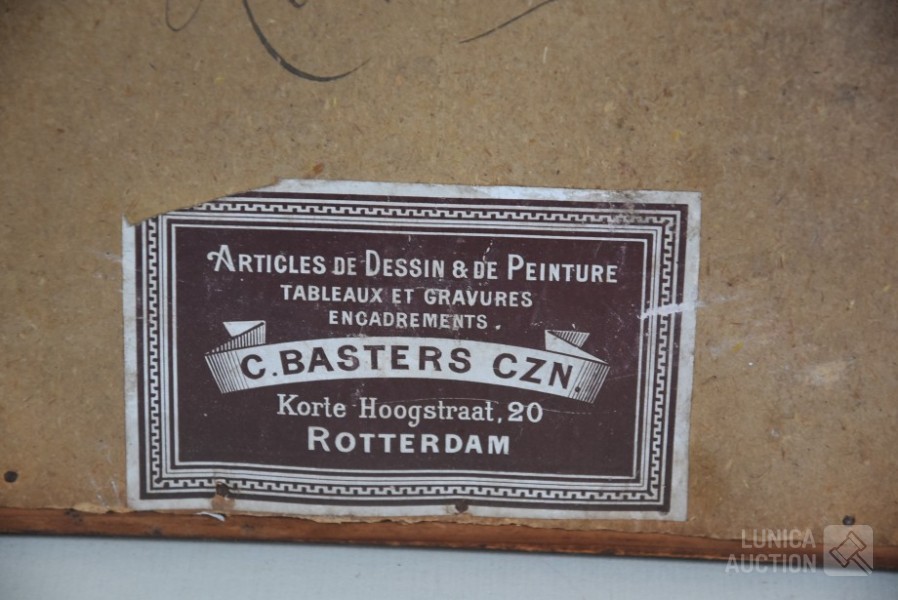 ARTICLES DE DESSIN & DE PEINTURE
TABLEAUX ET GRAVURES
ENCADREMENTS.
C. BASTERS CZN.
Korte Hoogstraat, 20
ROTTERDAM
LUNICA
AUCTION